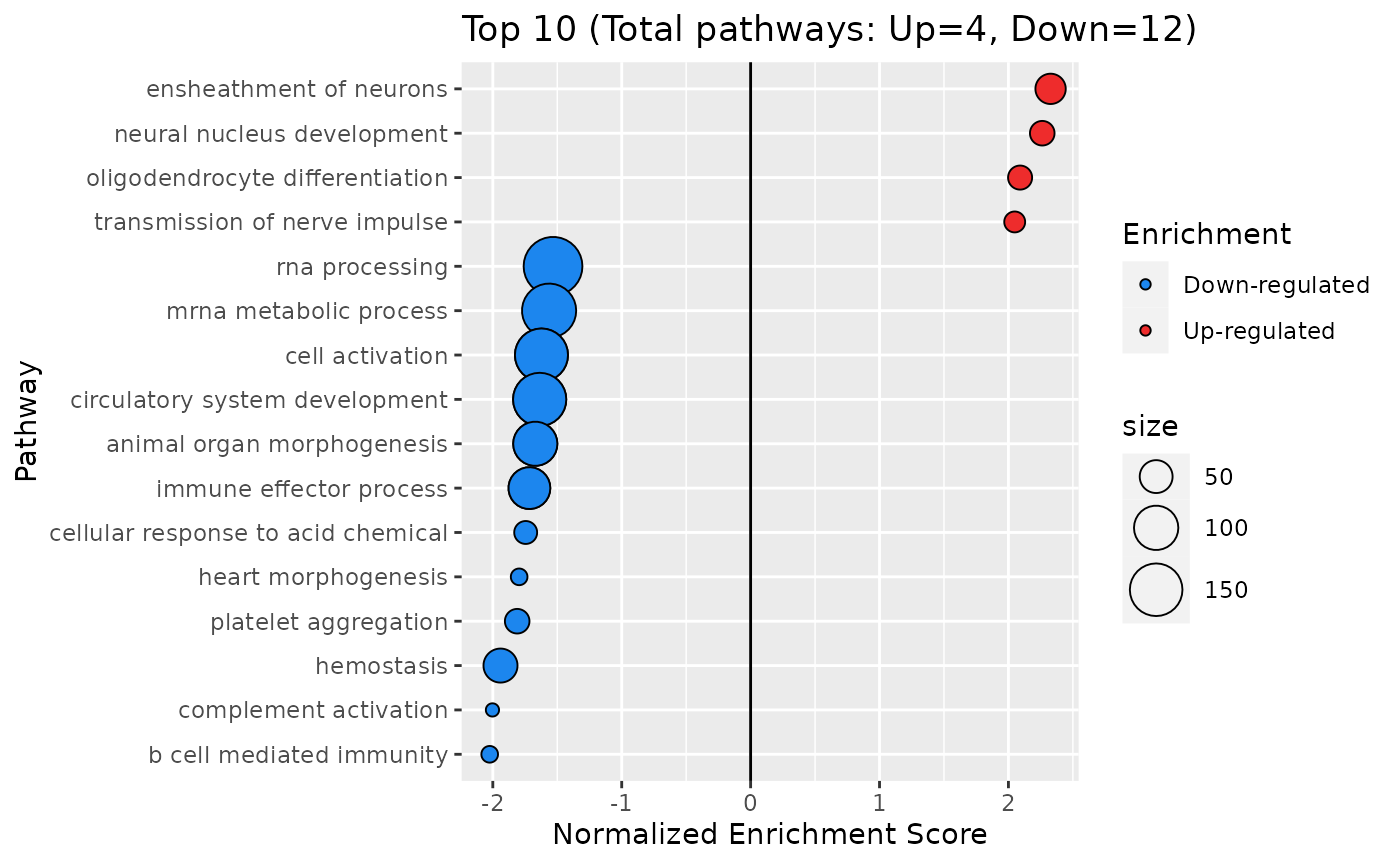 Top 10 (Total pathways: Up=4, Down=12)
Pathway
ensheathment of neurons
neural nucleus development
oligodendrocyte differentiation
transmission of nerve impulse
rna processing
mrna metabolic process
cell activation
circulatory system development
animal organ morphogenesis
immune effector process
cellular response to acid chemical
heart morphogenesis
platelet aggregation
hemostasis
complement activation
b cell mediated immunity
-2 -1 0 1 2
Normalized Enrichment Score
Enrichment
Down-regulated
Up-regulated
size
50
100
150